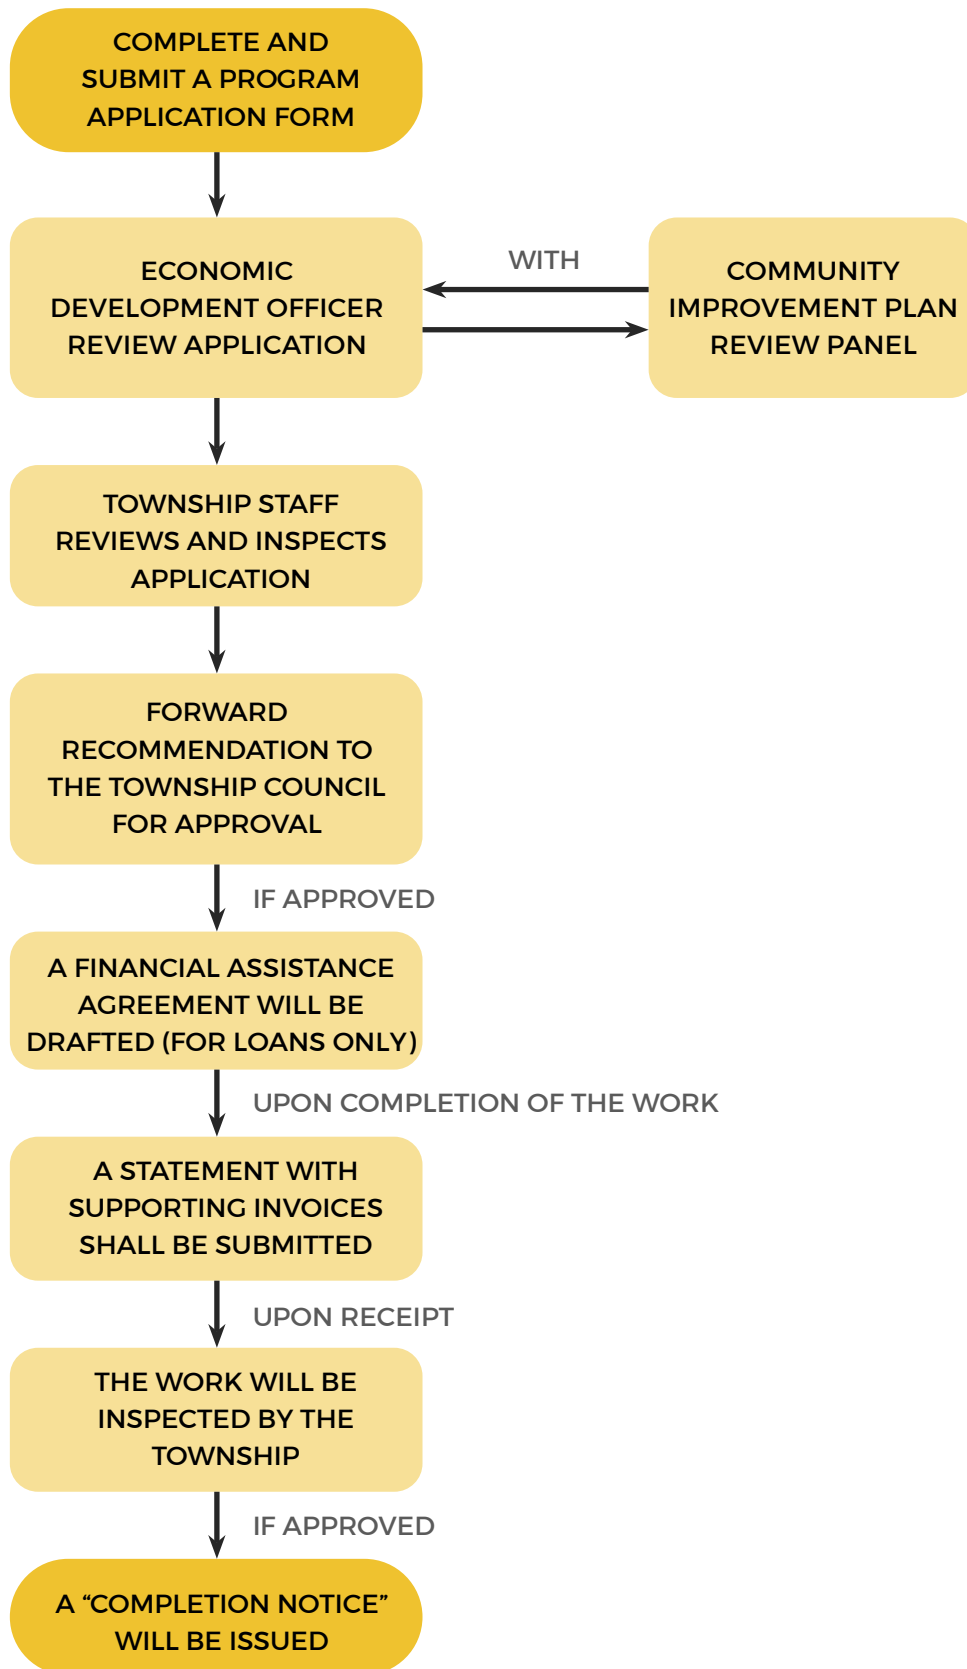 COMPLETE AND
SUBMIT A PROGRAM
APPLICATION FORM
ECONOMIC
DEVELOPMENT OFFICER
REVIEW APPLICATION
WITH
COMMUNITY
IMPROVEMENT PLAN
REVIEW PANEL
TOWNSHIP STAFF
REVIEWS AND INSPECTS
APPLICATION
FORWARD
RECOMMENDATION TO
THE TOWNSHIP COUNCIL
FOR APPROVAL
IF APPROVED
A FINANCIAL ASSISTANCE
AGREEMENT WILL BE
DRAFTED (FOR LOANS ONLY)
UPON COMPLETION OF THE WORK
A STATEMENT WITH
SUPPORTING INVOICES
SHALL BE SUBMITTED
UPON RECEIPT
THE WORK WILL BE
INSPECTED BY THE
TOWNSHIP
IF APPROVED
A “COMPLETION NOTICE”
WILL BE ISSUED